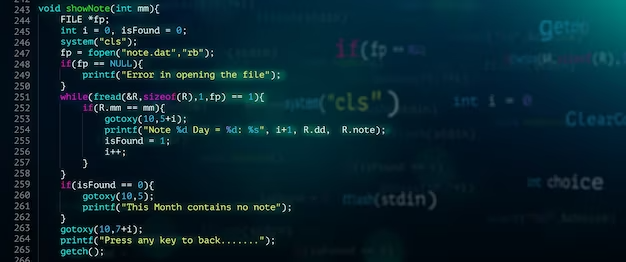 243 void showNote(int mm){
244 FILE *fp;
245 int i = 0, isFound = 0;
246 system("cls");
247 fp = fopen("note.dat","rb");
248 if(fp == NULL){
249 printf("Error in opening the file");
250 }
251 while(fread(&R,sizeof(R),1,fp) == 1){
252 if(R.mm == mm){
253 gotoxy(10,5+i);
254 printf("Note %d Day = %d: %s", i+1, R.dd,  R.note);
255 isFound = 1;
256 i++;
257 }
258 }
259 if(isFound == 0){
260 gotoxy(10,5);
261 printf("This Month contains no note");
262 }
263 gotoxy(10,7+i);
264 printf("Press any key to back.......");
265 getch();
266
getc
if(fp ==
system("cls")
int i = 0
ClearCo
int choice
(stdin)